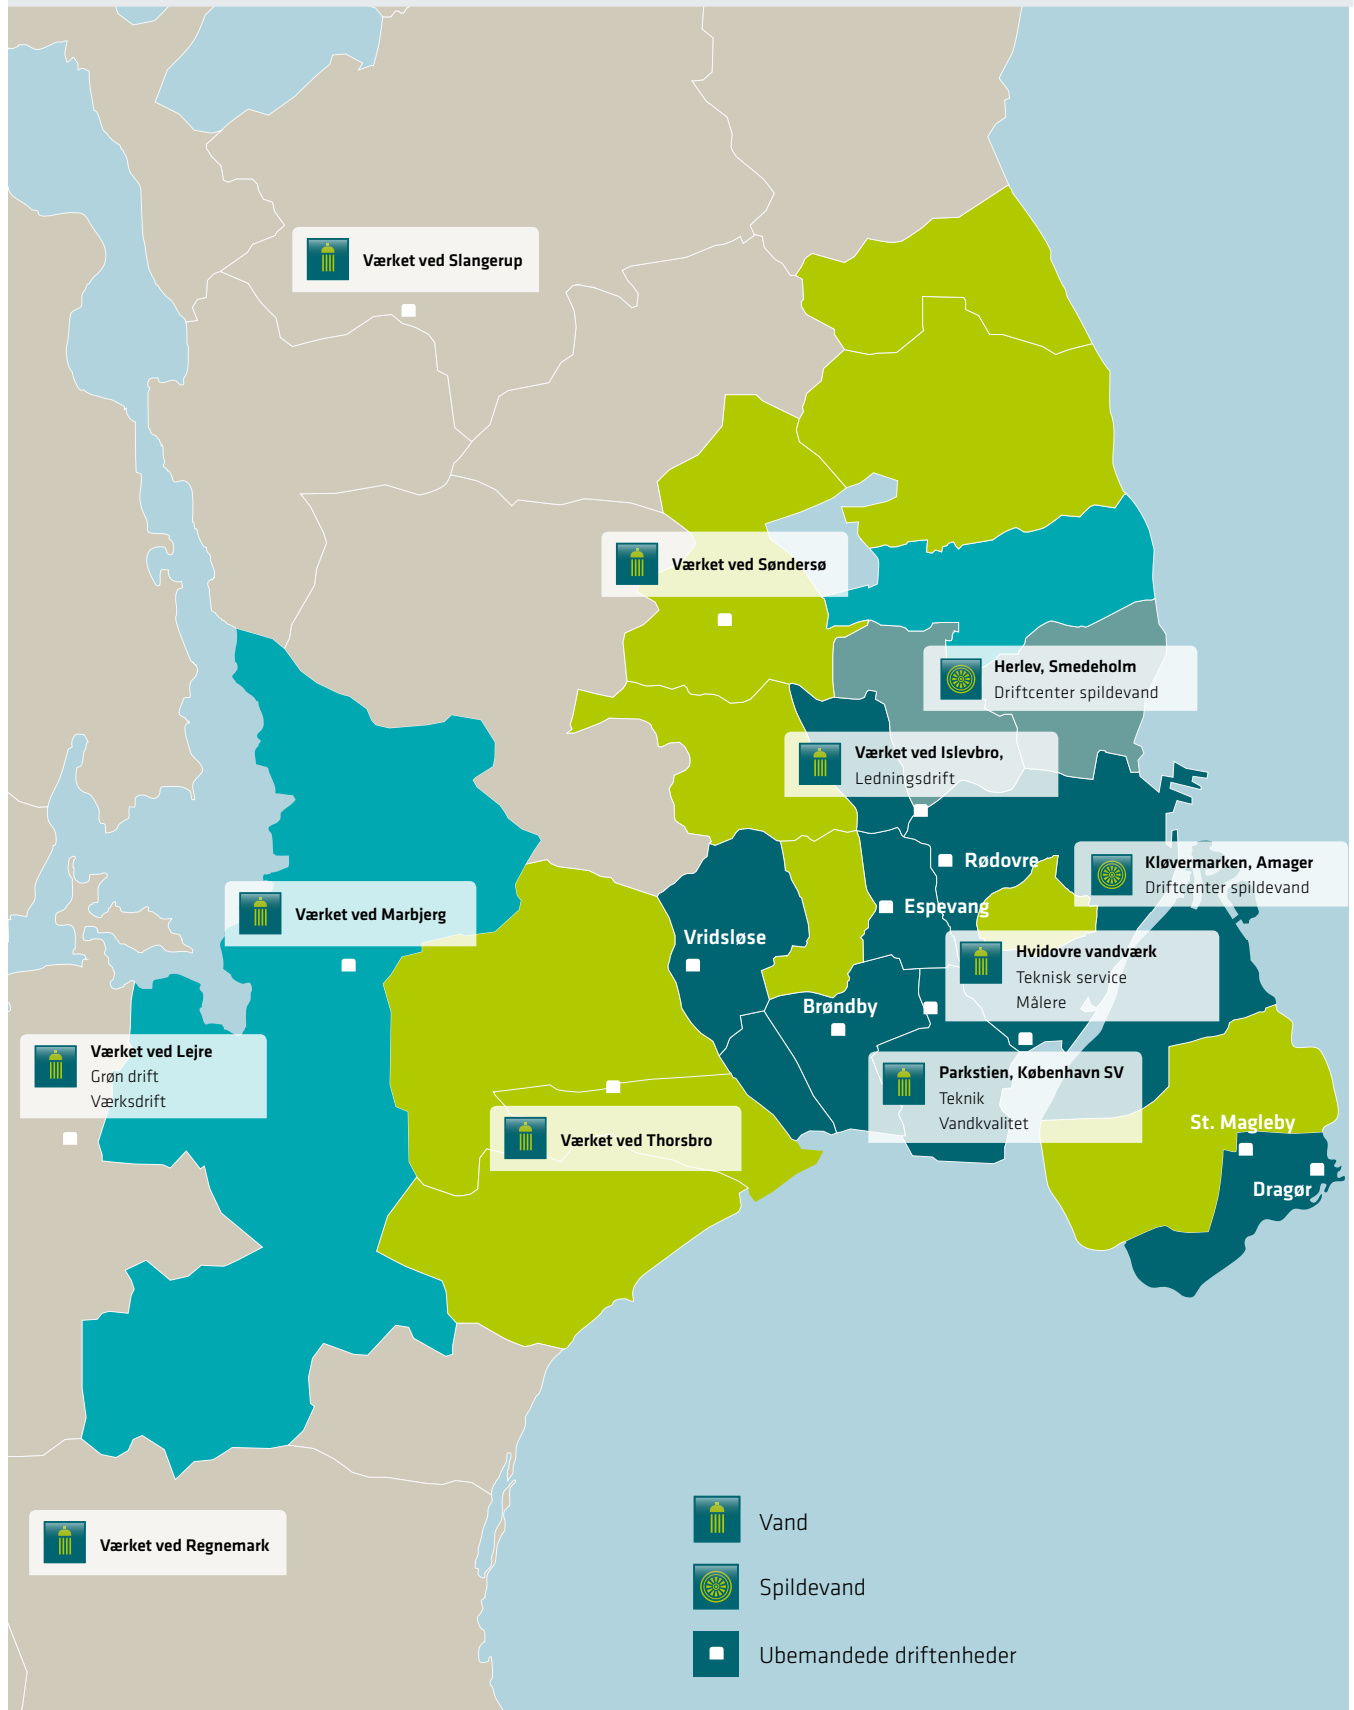 Værket ved Slangerup
Værket ved Søndersø
Herlev, Smedeholm
Driftcenter spildevand
Værket ved Islevbro,
Ledningsdrift
Rødovre
Kløvermarken, Amager
Driftcenter spildevand
Espevang
Værket ved Marbjerg
Vridsløse
Hvidovre vandværk
Teknisk service
Målere
Brøndby
Værket ved Lejre
Grøn drift
Værksdrift
Parkstien, København SV
Teknik
Vandkvalitet
Værket ved Thorsbro
St. Magleby
Dragør
Værket ved Regnemark
Vand
Spildevand
Ubemandede driftenheder